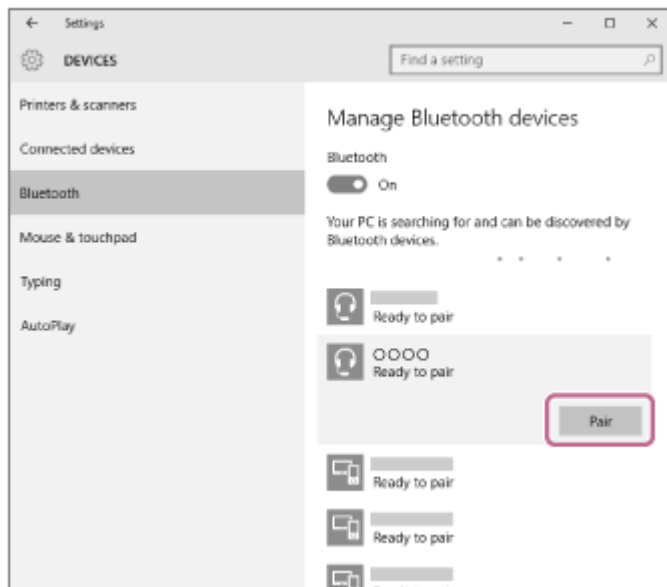 Settings
DEVICES
Find a setting
Printers & scanners
Connected devices
Bluetooth
Mouse & touchpad
Typing
AutoPlay
Manage Bluetooth devices
Bluetooth
On
Your PC is searching for and can be discovered by
Bluetooth devices.
Ready to pair
OOOO
Ready to pair
Pair
Ready to pair
Ready to pair